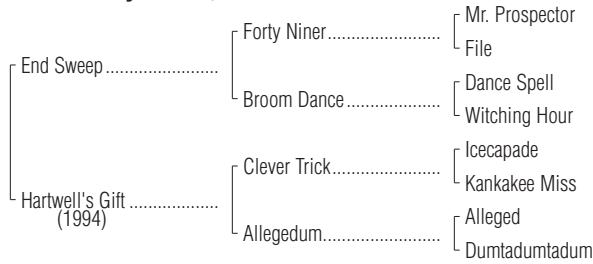 Mr. Prospector
Forty Niner
File
End Sweep
Dance Spell
Broom Dance
Witching Hour
Icecapade
Clever Trick
Kankakee Miss
Hartwell's Gift
(1994)
Alleged
Allegedum
Dumtadumtadum